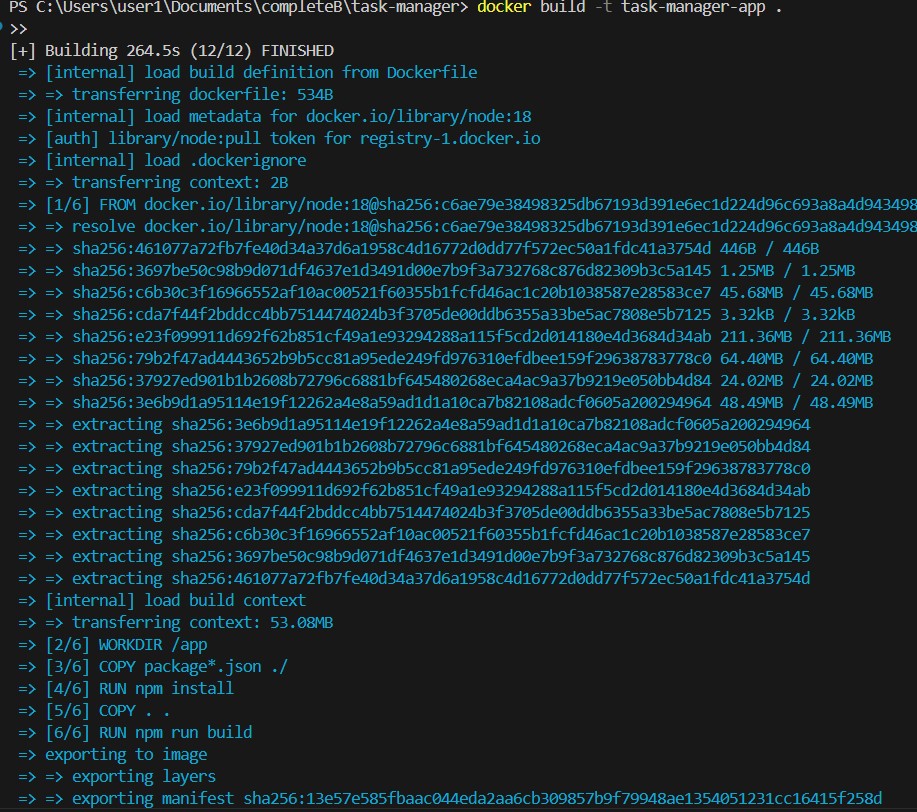 PS C:\Users\user1\Documents\completeB\task-manager> docker build -t task-manager-app .
>>
[+] Building 264.5s (12/12) FINISHED
=> [internal] load build definition from Dockerfile
=> => transferring dockerfile: 534B
=> [internal] load metadata for docker.io/library/node:18
=> [auth] library/node:pull token for registry-1.docker.io
=> [internal] load .dockerignore
=> => transferring context: 2B
=> [1/6] FROM docker.io/library/node:18@sha256:c6ae79e38498325db67193d391e6ec1d224d96c693a8a4d943498
=> => resolve docker.io/library/node:18@sha256:c6ae79e38498325db67193d391e6ec1d224d96c693a8a4d943498
=> => sha256:461077a72fb7fe40d34a37d6a1958c4d16772d0dd77f572ec50a1fdc41a3754d 446B / 446B
=> => sha256:3697be50c98b9d071df4637e1d3491d00e7b9f3a732768c876d82309b3c5a145 1.25MB / 1.25MB
=> => sha256:c6b30c3f16966552af10ac00521f60355b1fcfd46ac1c20b1038587e28583ce7 45.68MB / 45.68MB
=> => sha256:cda7f44f2bddcc4bb7514474024b3f3705de00ddb6355a33be5ac7808e5b7125 3.32kB / 3.32kB
=> => sha256:e23f099911d692f62b851cf49a1e93294288a115f5cd2d014180e4d3684d34ab 211.36MB / 211.36MB
=> => sha256:79b2f47ad4443652b9b5cc81a95ede249fd976310efdbee159f29638783778c0 64.40MB / 64.40MB
=> => sha256:37927ed901b1b2608b72796c6881bf645480268eca4ac9a37b9219e050bb4d84 24.02MB / 24.02MB
=> => sha256:3e6b9d1a95114e19f12262a4e8a59ad1d1a10ca7b82108adcf0605a200294964 48.49MB / 48.49MB
=> => extracting sha256:3e6b9d1a95114e19f12262a4e8a59ad1d1a10ca7b82108adcf0605a200294964
=> => extracting sha256:37927ed901b1b2608b72796c6881bf645480268eca4ac9a37b9219e050bb4d84
=> => extracting sha256:79b2f47ad4443652b9b5cc81a95ede249fd976310efdbee159f29638783778c0
=> => extracting sha256:e23f099911d692f62b851cf49a1e93294288a115f5cd2d014180e4d3684d34ab
=> => extracting sha256:cda7f44f2bddcc4bb7514474024b3f3705de00ddb6355a33be5ac7808e5b7125
=> => extracting sha256:c6b30c3f16966552af10ac00521f60355b1fcfd46ac1c20b1038587e28583ce7
=> => extracting sha256:3697be50c98b9d071df4637e1d3491d00e7b9f3a732768c876d82309b3c5a145
=> => extracting sha256:461077a72fb7fe40d34a37d6a1958c4d16772d0dd77f572ec50a1fdc41a3754d
=> [internal] load build context
=> => transferring context: 53.08MB
=> [2/6] WORKDIR /app
=> [3/6] COPY package*.json ./
=> [4/6] RUN npm install
=> [5/6] COPY . .
=> [6/6] RUN npm run build
=> exporting to image
=> => exporting layers
=> => exporting manifest sha256:13e57e585fbaac044eda2aa6cb309857b9f79948ae1354051231cc16415f258d